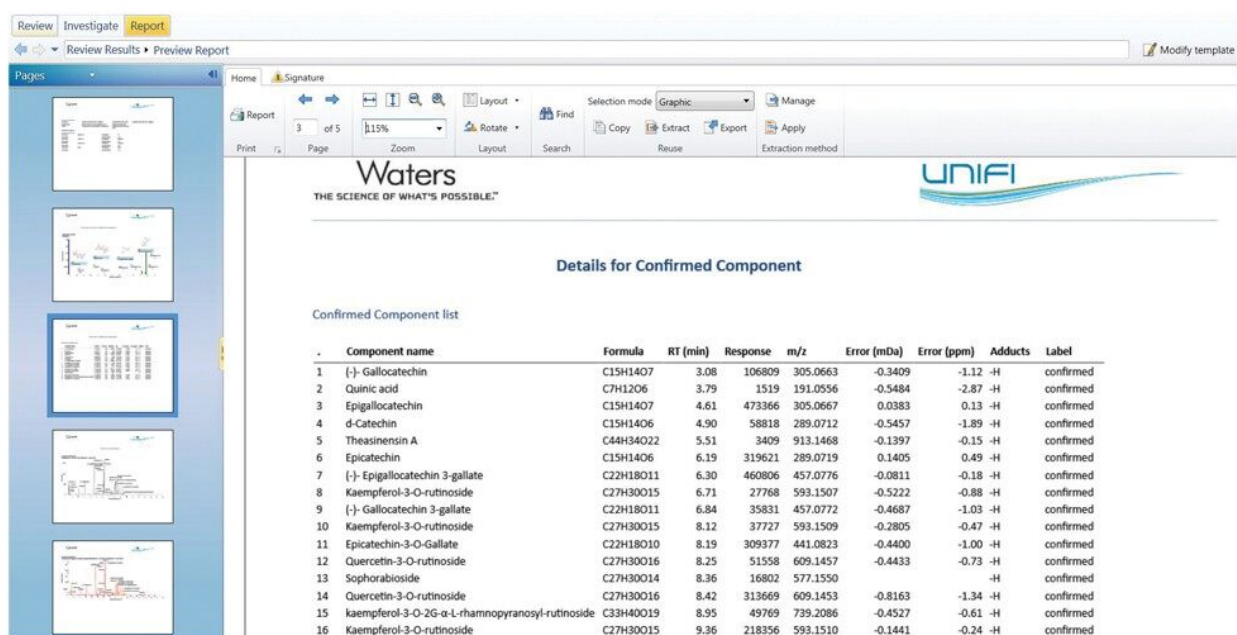 Review Investigate Report
Review Results ▸ Preview Report Modify template
Pages
Home Signature
Report
3 of 5
115%
Layout
Rotate
Find
Selection mode Graphic
Copy Extract Export
Manage
Apply
Print Page Zoom Layout Search Reuse Extraction method
Waters
THE SCIENCE OF WHAT'S POSSIBLE.™
UNIFI
Details for Confirmed Component
Confirmed Component list
. Component name Formula RT (min) Response m/z Error (mDa) Error (ppm) Adducts Label
1 (-)- Gallocatechin C15H14O7 3.08 106809 305.0663 -0.3409 -1.12 -H confirmed
2 Quinic acid C7H12O6 3.79 1519 191.0556 -0.5484 -2.87 -H confirmed
3 Epigallocatechin C15H14O7 4.61 473366 305.0667 0.0383 0.13 -H confirmed
4 d-Catechin C15H14O6 4.90 58818 289.0712 -0.5457 -1.89 -H confirmed
5 Theasinensin A C44H34O22 5.51 3409 913.1468 -0.1397 -0.15 -H confirmed
6 Epicatechin C15H14O6 6.19 319621 289.0719 0.1405 0.49 -H confirmed
7 (-)- Epigallocatechin 3-gallate C22H18O11 6.30 460806 457.0776 -0.0811 -0.18 -H confirmed
8 Kaempferol-3-O-rutinoside C27H30O15 6.71 27768 593.1507 -0.5222 -0.88 -H confirmed
9 (-)- Gallocatechin 3-gallate C22H18O11 6.84 35831 457.0772 -0.4687 -1.03 -H confirmed
10 Kaempferol-3-O-rutinoside C27H30O15 8.12 37727 593.1509 -0.2805 -0.47 -H confirmed
11 Epicatechin-3-O-Gallate C22H18O10 8.19 309377 441.0823 -0.4400 -1.00 -H confirmed
12 Quercetin-3-O-rutinoside C27H30O16 8.25 51558 609.1457 -0.4433 -0.73 -H confirmed
13 Sophorabioside C27H30O14 8.36 16802 577.1550 -H confirmed
14 Quercetin-3-O-rutinoside C27H30O16 8.42 313669 609.1453 -0.8163 -1.34 -H confirmed
15 kaempferol-3-O-2G-α-L-rhamnopyranosyl-rutinoside C33H40O19 8.95 49769 739.2086 -0.4527 -0.61 -H confirmed
16 Kaempferol-3-O-rutinoside C27H30O15 9.36 218356 593.1510 -0.1441 -0.24 -H confirmed